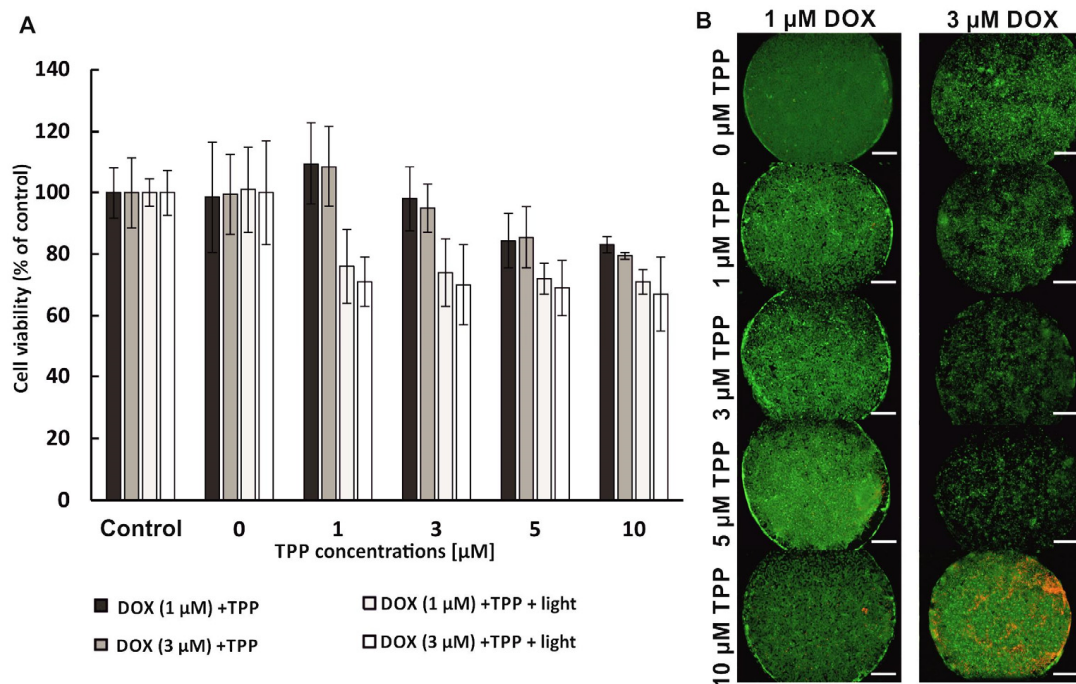 A
140
120
100
80
60
40
20
0
Cell viability (% of control)
Control 0 1 3 5 10
TPP concentrations [µM]
DOX (1 µM) +TPP
DOX (3 µM) +TPP
DOX (1 µM) +TPP + light
DOX (3 µM) +TPP + light
B
1 µM DOX 3 µM DOX
0 µM TPP
1 µM TPP
3 µM TPP
5 µM TPP
10 µM TPP